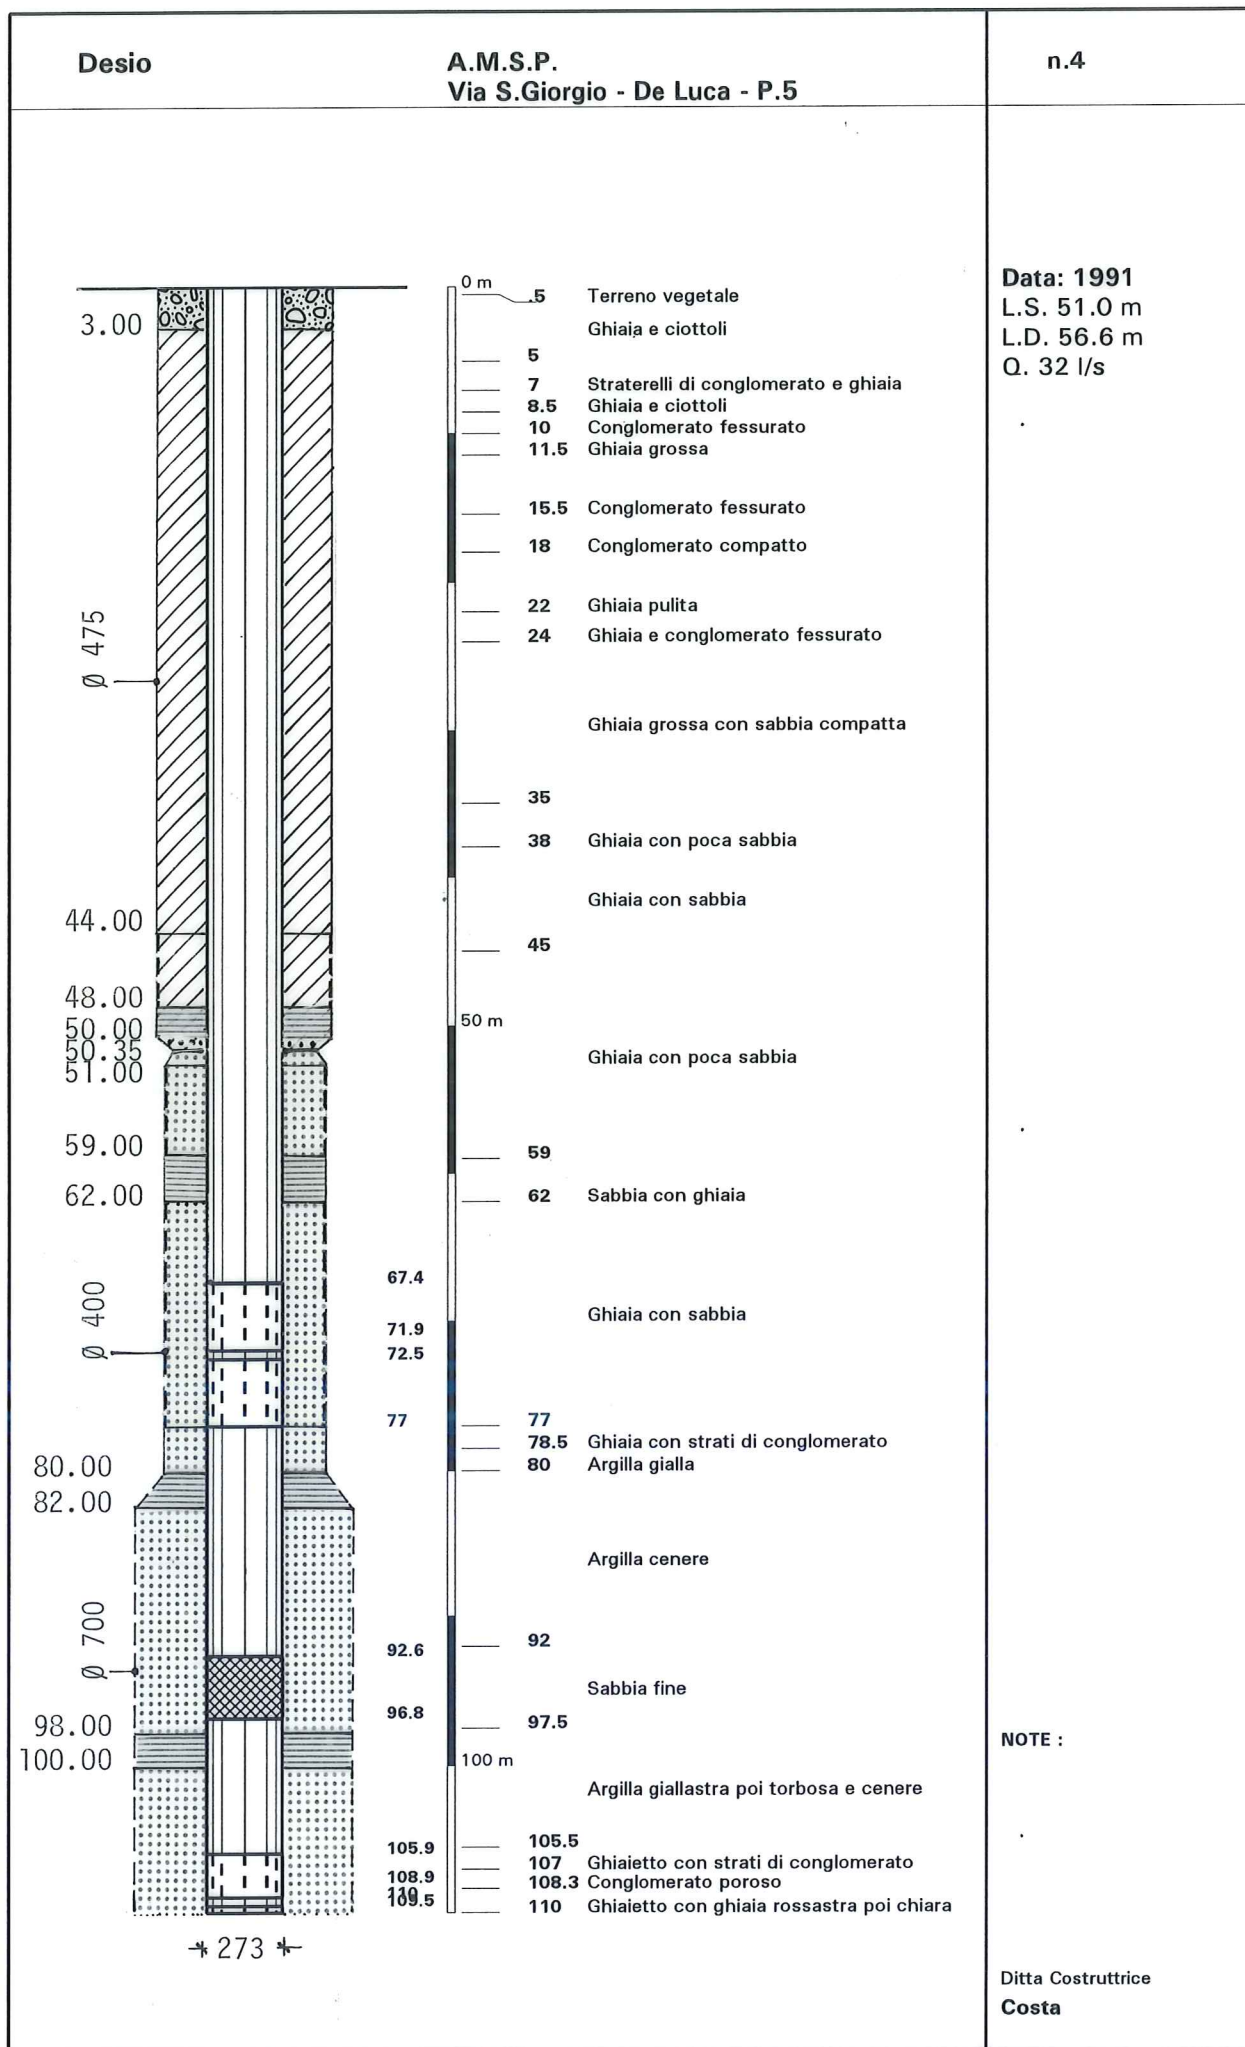 Desio
A.M.S.P.
Via S.Giorgio - De Luca - P.5
n.4
Data: 1991
L.S. 51.0 m
L.D. 56.6 m
Q. 32 l/s
3.00
Ø 475
44.00
48.00
50.00
50.35
51.00
59.00
62.00
Ø 400
80.00
82.00
Ø 700
98.00
100.00
273
67.4
71.9
72.5
77
92.6
96.8
105.9
108.9
110
109.5
0 m
50 m
100 m
.5 Terreno vegetale
Ghiaia e ciottoli
5
7 Straterelli di conglomerato e ghiaia
8.5 Ghiaia e ciottoli
10 Conglomerato fessurato
11.5 Ghiaia grossa
15.5 Conglomerato fessurato
18 Conglomerato compatto
22 Ghiaia pulita
24 Ghiaia e conglomerato fessurato
Ghiaia grossa con sabbia compatta
35
38 Ghiaia con poca sabbia
Ghiaia con sabbia
45
Ghiaia con poca sabbia
59
62 Sabbia con ghiaia
Ghiaia con sabbia
77
78.5 Ghiaia con strati di conglomerato
80 Argilla gialla
Argilla cenere
92
Sabbia fine
97.5
Argilla giallastra poi torbosa e cenere
105.5
107 Ghiaietto con strati di conglomerato
108.3 Conglomerato poroso
110 Ghiaietto con ghiaia rossastra poi chiara
NOTE :
Ditta Costruttrice
Costa